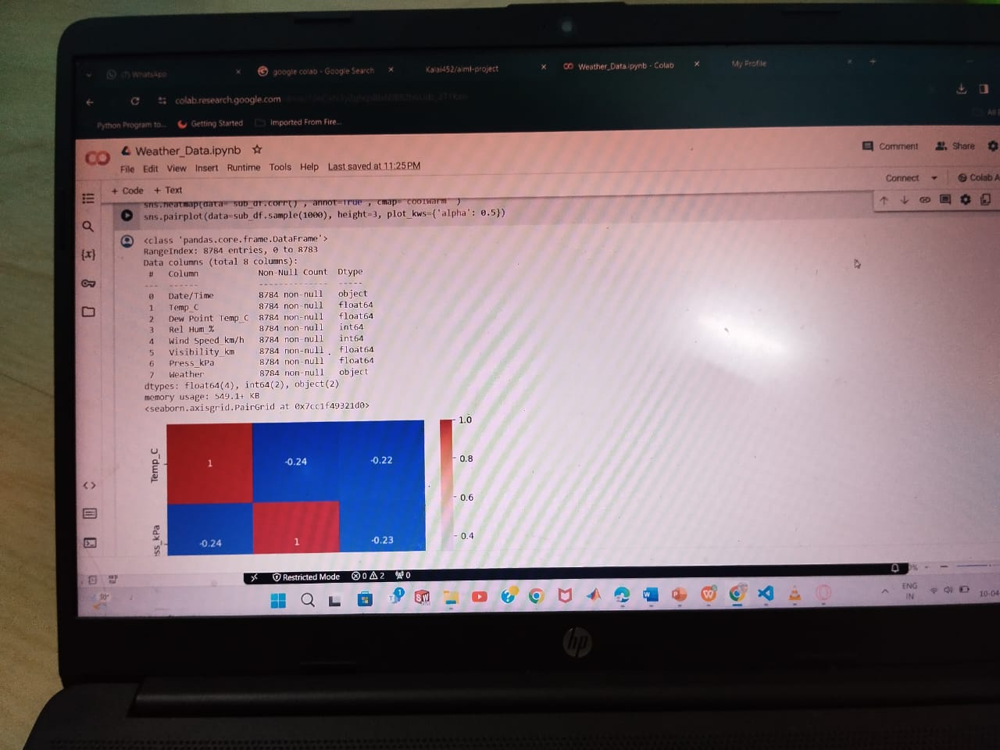 (7) WhatsApp
google colab - Google Search
Kalai452/aiml-project
Weather_Data.ipynb - Colab
My Profile
colab.research.google.com
Python Program to...
Getting Started
Imported From Fire...
All
Weather_Data.ipynb
Comment
Share
File Edit View Insert Runtime Tools Help Last saved at 11:25 PM
Connect
Colab A
+ Code + Text
sns.heatmap(data= sub_df.corr() , annot=True , cmap='coolwarm' )
sns.pairplot(data=sub_df.sample(1000), height=3, plot_kws={'alpha': 0.5})
<class 'pandas.core.frame.DataFrame'>
RangeIndex: 8784 entries, 0 to 8783
Data columns (total 8 columns):
# Column Non-Null Count Dtype
--- ------ -------------- -----
0 Date/Time 8784 non-null object
1 Temp_C 8784 non-null float64
2 Dew Point Temp_C 8784 non-null float64
3 Rel Hum_% 8784 non-null int64
4 Wind Speed_km/h 8784 non-null int64
5 Visibility_km 8784 non-null float64
6 Press_kPa 8784 non-null float64
7 Weather 8784 non-null object
dtypes: float64(4), int64(2), object(2)
memory usage: 549.1+ KB
<seaborn.axisgrid.PairGrid at 0x7cc1f49321d0>
Temp_C
1 -0.24 -0.22
ss_kPa
-0.24 1 -0.23
1.0
0.8
0.6
0.4
{x}
Restricted Mode 0 2 0
30°
ENG
IN
10-04
hp